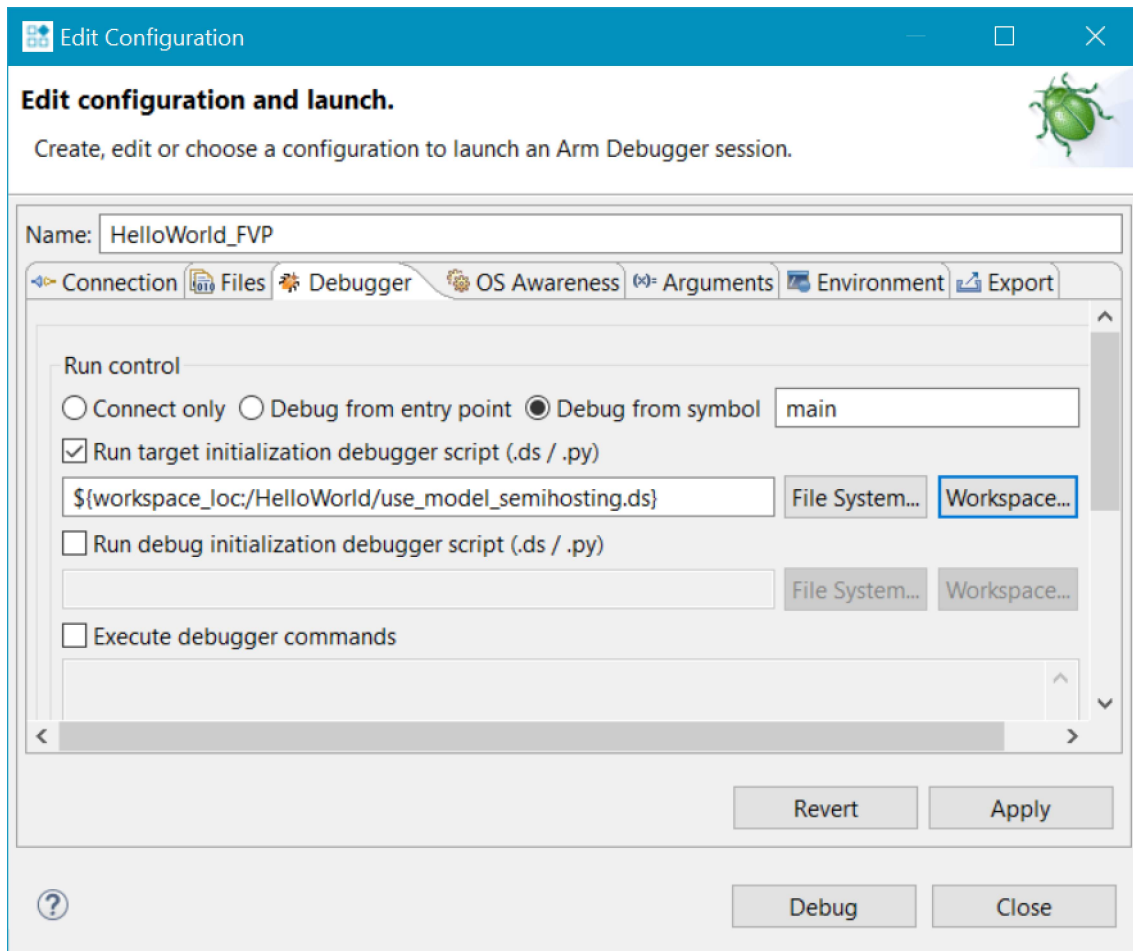 Edit Configuration
Edit configuration and launch.
Create, edit or choose a configuration to launch an Arm Debugger session.
Name: HelloWorld_FVP
Connection Files Debugger OS Awareness (x)= Arguments Environment Export
Run control
Connect only Debug from entry point Debug from symbol main
Run target initialization debugger script (.ds / .py)
${workspace_loc:/HelloWorld/use_model_semihosting.ds} File System... Workspace...
Run debug initialization debugger script (.ds / .py)
File System... Workspace...
Execute debugger commands
Revert Apply
? Debug Close